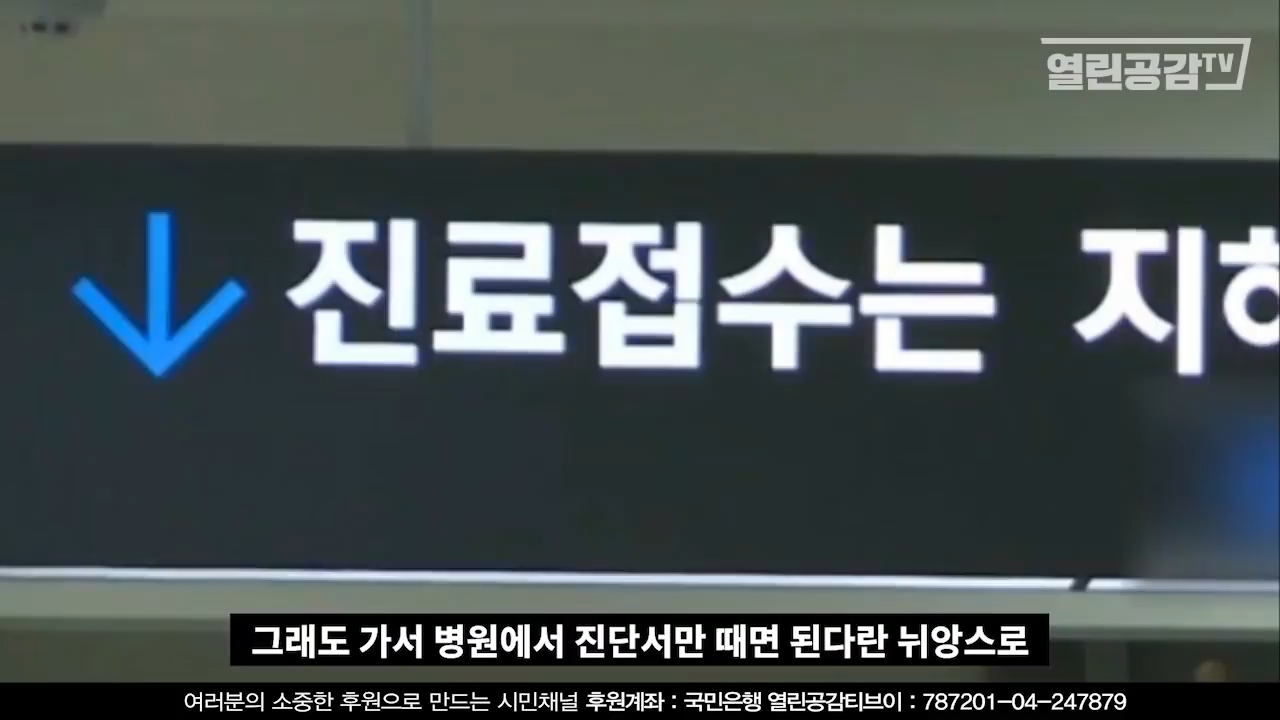 열린공감TV
진료접수는
그래도 가서 병원에서 진단서만 때면 된다란 뉘앙스로
여러분의 소중한 후원으로 만드는 시민채널 후원계좌 : 국민은행 열린공감티브이 : 787201-04-247879